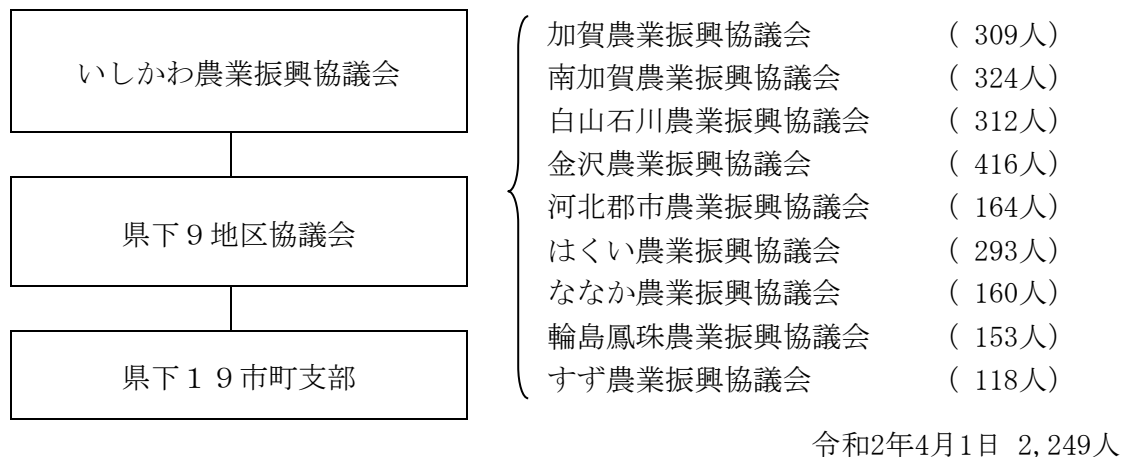 いしかわ農業振興協議会
県下9地区協議会
県下19市町支部
加賀農業振興協議会 ( 309人)
南加賀農業振興協議会 ( 324人)
白山石川農業振興協議会 ( 312人)
金沢農業振興協議会 ( 416人)
河北郡市農業振興協議会 ( 164人)
はくい農業振興協議会 ( 293人)
ななか農業振興協議会 ( 160人)
輪島鳳珠農業振興協議会 ( 153人)
すず農業振興協議会 ( 118人)
令和2年4月1日 2,249人